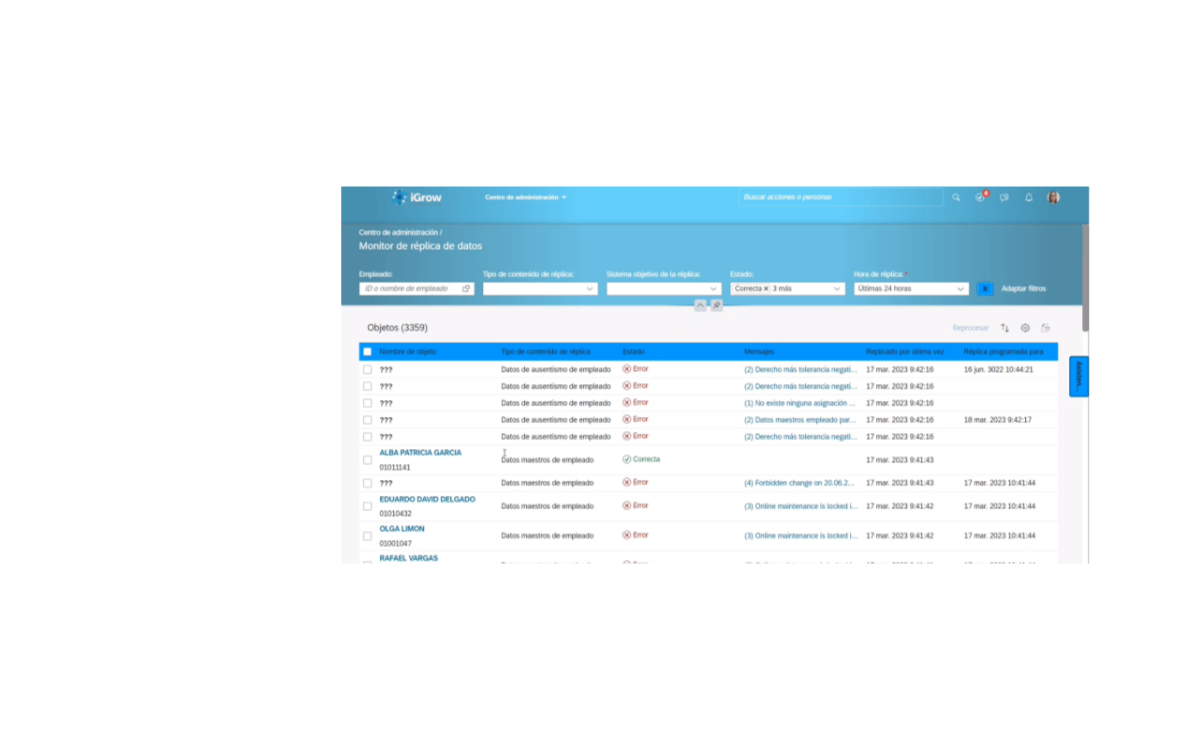 iGrow
Centro de administración
Buscar acciones o personas
4
Centro de administración /
Monitor de réplica de datos
Empleado: Tipo de contenido de réplica: Sistema objetivo de la réplica: Estado: Hora de réplica: *
ID o nombre de empleado Correcta × 3 más Últimas 24 horas Adaptar filtros
Objetos (3359) Reprocesar
Nombre de objeto Tipo de contenido de réplica Estado Mensajes Replicado por última vez Réplica programada para
??? Datos de ausentismo de empleado Error (2) Derecho más tolerancia negati... 17 mar. 2023 9:42:16 16 jun. 3022 10:44:21
??? Datos de ausentismo de empleado Error (2) Derecho más tolerancia negati... 17 mar. 2023 9:42:16
??? Datos de ausentismo de empleado Error (1) No existe ninguna asignación ... 17 mar. 2023 9:42:16
??? Datos de ausentismo de empleado Error (2) Datos maestros empleado par... 17 mar. 2023 9:42:16 18 mar. 2023 9:42:17
??? Datos de ausentismo de empleado Error (2) Derecho más tolerancia negati... 17 mar. 2023 9:42:16
ALBA PATRICIA GARCIA
01011141 Datos maestros de empleado Correcta 17 mar. 2023 9:41:43
??? Datos maestros de empleado Error (4) Forbidden change on 20.06.2... 17 mar. 2023 9:41:43 17 mar. 2023 10:41:44
EDUARDO DAVID DELGADO
01010432 Datos maestros de empleado Error (3) Online maintenance is locked i... 17 mar. 2023 9:41:42 17 mar. 2023 10:41:44
OLGA LIMON
01001047 Datos maestros de empleado Error (3) Online maintenance is locked i... 17 mar. 2023 9:41:42 17 mar. 2023 10:41:44
RAFAEL VARGAS